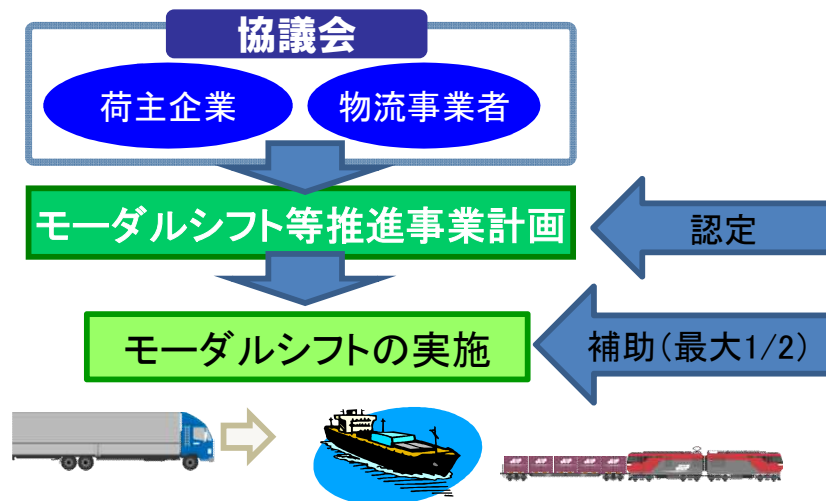 協議会
荷主企業
物流事業者
モーダルシフト等推進事業計画
認定
モーダルシフトの実施
補助(最大1/2)